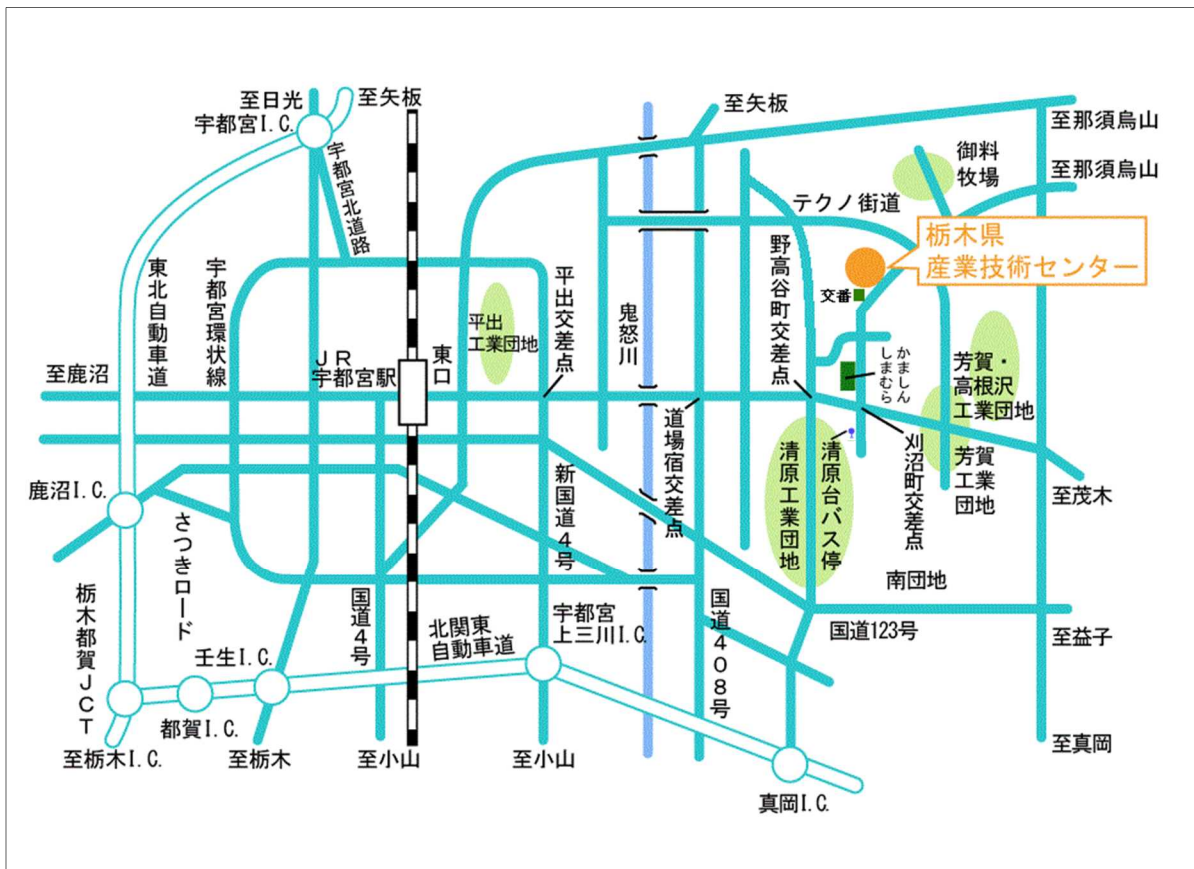 至日光
至矢板
宇都宮I.C.
宇都宮北道路
東北自動車道
宇都宮環状線
至鹿沼
JR
宇都宮駅
東口
平出
工業団地
平出交差点
鬼怒川
至矢板
至那須烏山
御料
牧場
至那須烏山
テクノ街道
栃木県
産業技術センター
野高谷町交差点
交番
かましん
しまむら
芳賀・
高根沢
工業団地
芳賀
工業
団地
道場宿交差点
清原工業団地
清原台バス停
刈沼町交差点
至茂木
南団地
鹿沼I.C.
さつきロード
新国道4号
栃木都賀JCT
壬生I.C.
都賀I.C.
国道4号
北関東
自動車道
宇都宮
上三川I.C.
国道408号
国道123号
至益子
至栃木I.C.
至栃木
至小山
至小山
真岡I.C.
至真岡